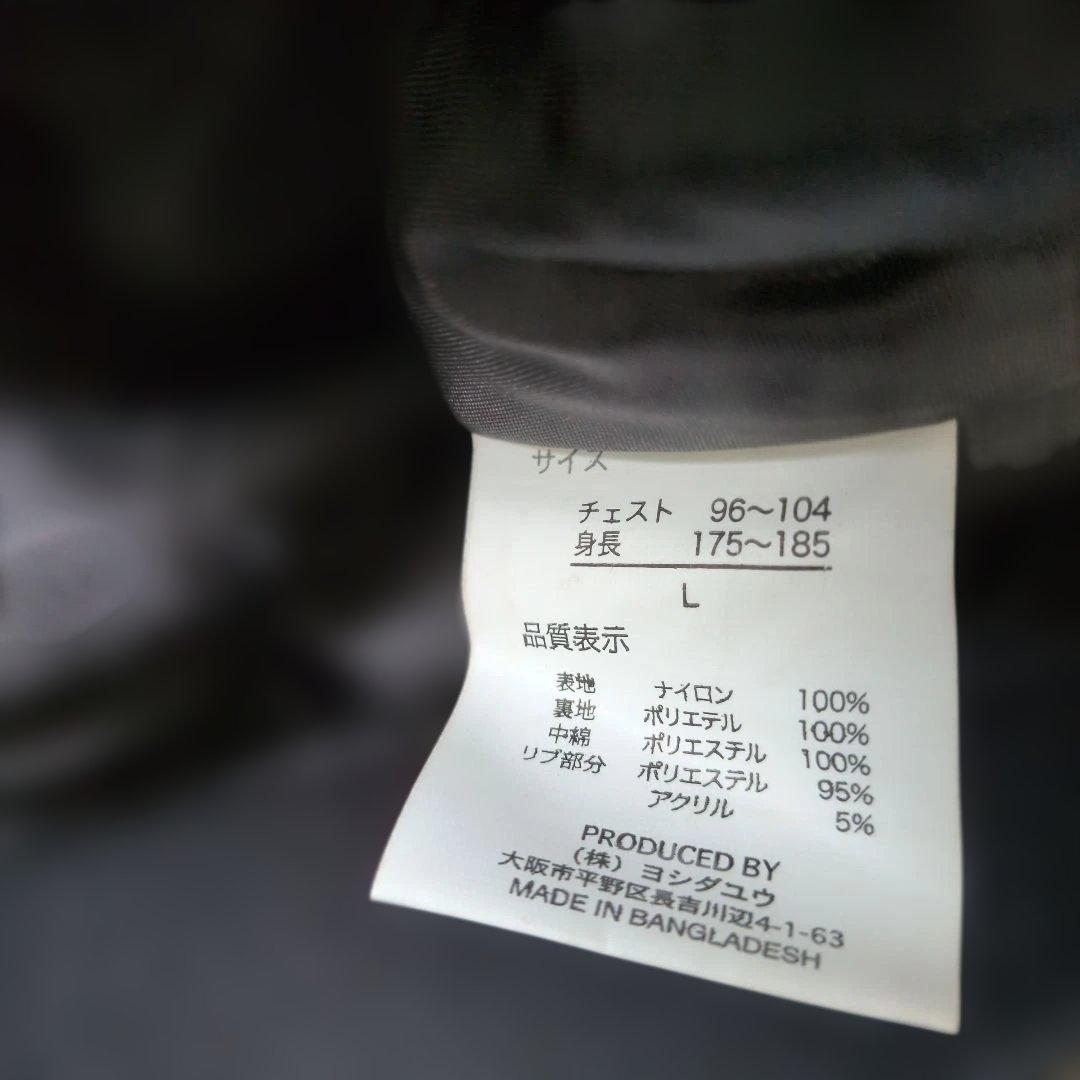 サイズ
チェスト 96～104
身長 175～185
L
品質表示
表地 ナイロン 100%
裏地 ポリエテル 100%
中綿 ポリエステル 100%
リブ部分 ポリエステル 95%
アクリル 5%
PRODUCED BY
（株）ヨシダユウ
大阪市平野区長吉川辺4-1-63
MADE IN BANGLADESH